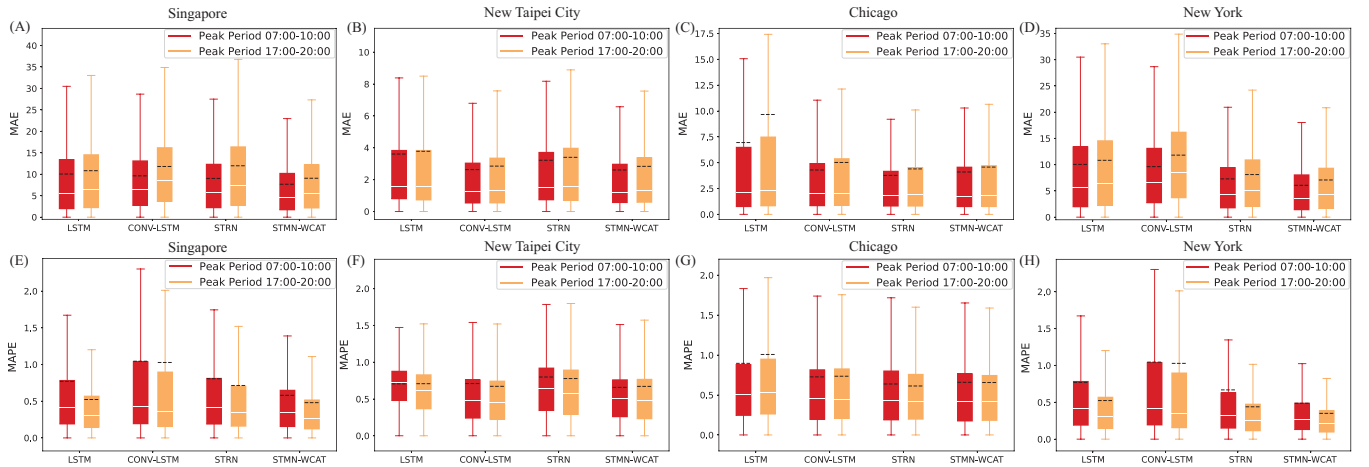 Singapore
New Taipei City
Chicago
New York
(A)
Peak Period 07:00-10:00
Peak Period 17:00-20:00
40
35
30
25
20
15
10
5
0
MAE
LSTM CONV-LSTM STRN STMN-WCAT
(B)
Peak Period 07:00-10:00
Peak Period 17:00-20:00
10
8
6
4
2
0
MAE
LSTM CONV-LSTM STRN STMN-WCAT
(C)
Peak Period 07:00-10:00
Peak Period 17:00-20:00
17.5
15.0
12.5
10.0
7.5
5.0
2.5
0.0
MAE
LSTM CONV-LSTM STRN STMN-WCAT
(D)
Peak Period 07:00-10:00
Peak Period 17:00-20:00
35
30
25
20
15
10
5
0
MAE
LSTM CONV-LSTM STRN STMN-WCAT
Singapore
New Taipei City
Chicago
New York
(E)
Peak Period 07:00-10:00
Peak Period 17:00-20:00
2.0
1.5
1.0
0.5
0.0
MAPE
LSTM CONV-LSTM STRN STMN-WCAT
(F)
Peak Period 07:00-10:00
Peak Period 17:00-20:00
2.0
1.5
1.0
0.5
0.0
MAPE
LSTM CONV-LSTM STRN STMN-WCAT
(G)
Peak Period 07:00-10:00
Peak Period 17:00-20:00
2.0
1.5
1.0
0.5
0.0
MAPE
LSTM CONV-LSTM STRN STMN-WCAT
(H)
Peak Period 07:00-10:00
Peak Period 17:00-20:00
2.0
1.5
1.0
0.5
0.0
MAPE
LSTM CONV-LSTM STRN STMN-WCAT